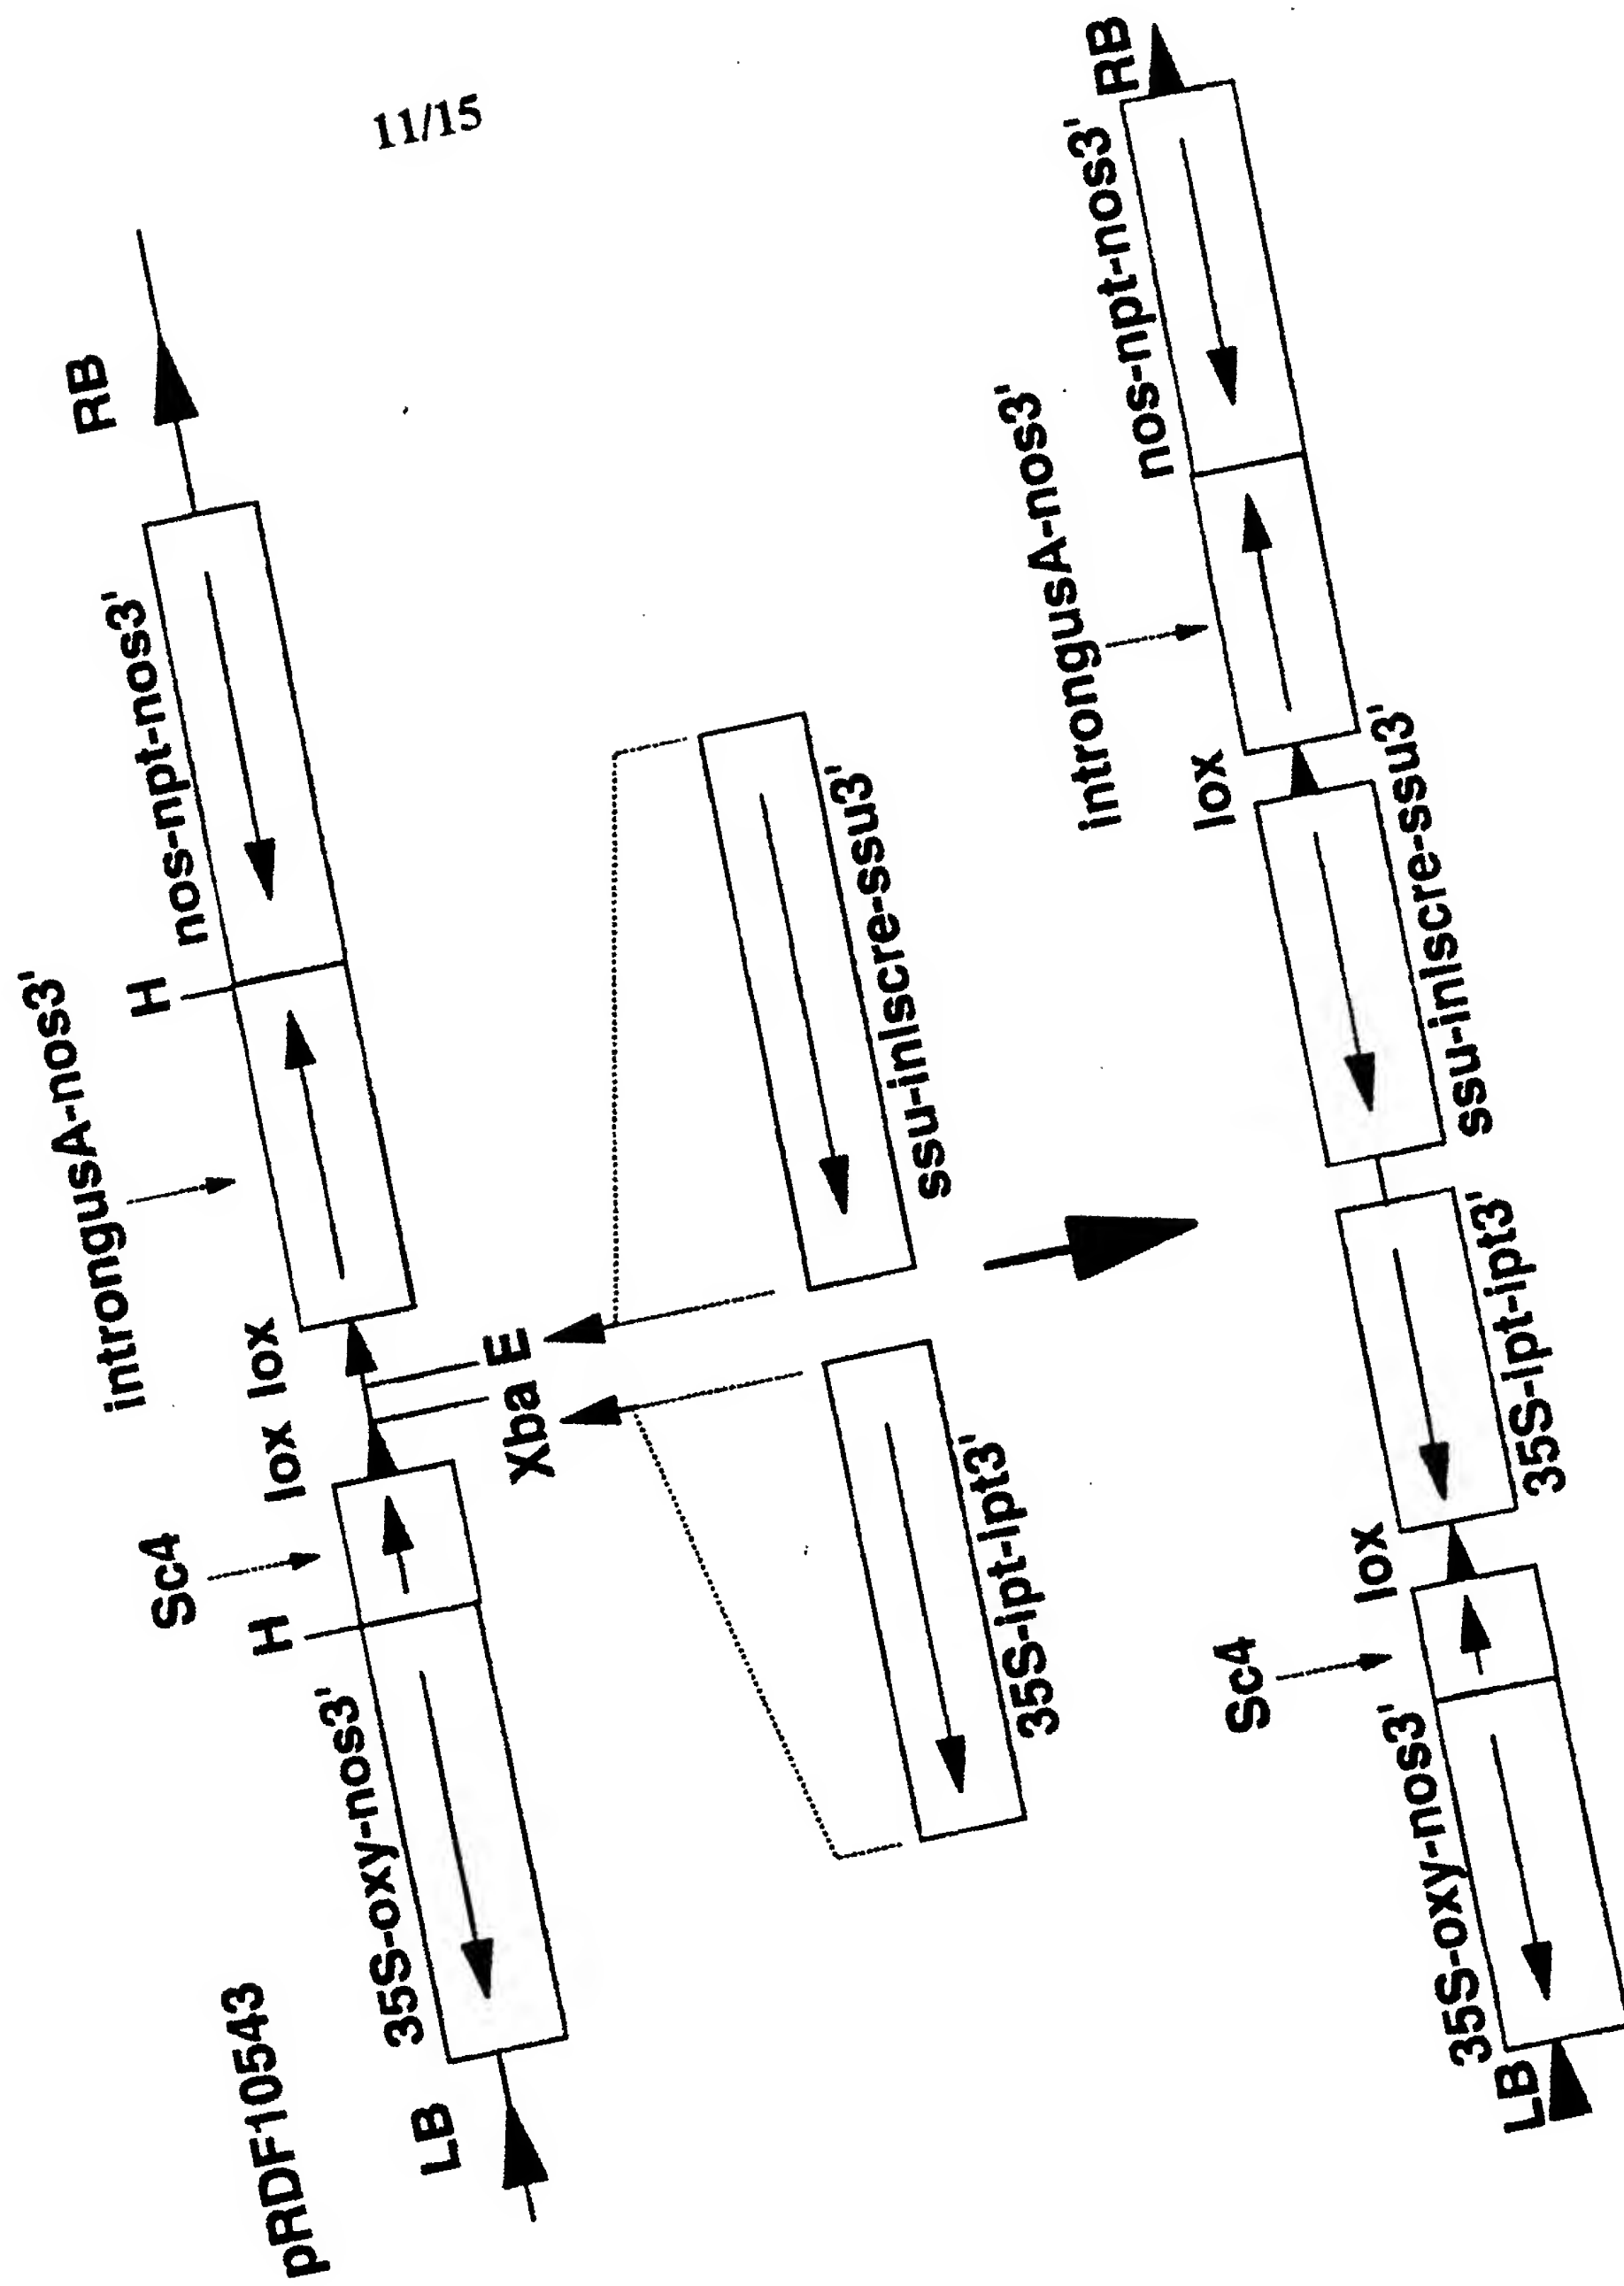 11/15
pRDF10543
LB
35S-oxy-nos3'
H
Sc4
lox
lox
introngusA-nos3'
H
nos-npt-nos3'
RB
Xba
E
35S-ipt-ipt3'
ssu-inlscre-ssu3'
LB
35S-oxy-nos3'
Sc4
lox
35S-ipt-ipt3'
ssu-inlscre-ssu3'
lox
introngusA-nos3'
nos-npt-nos3'
RB